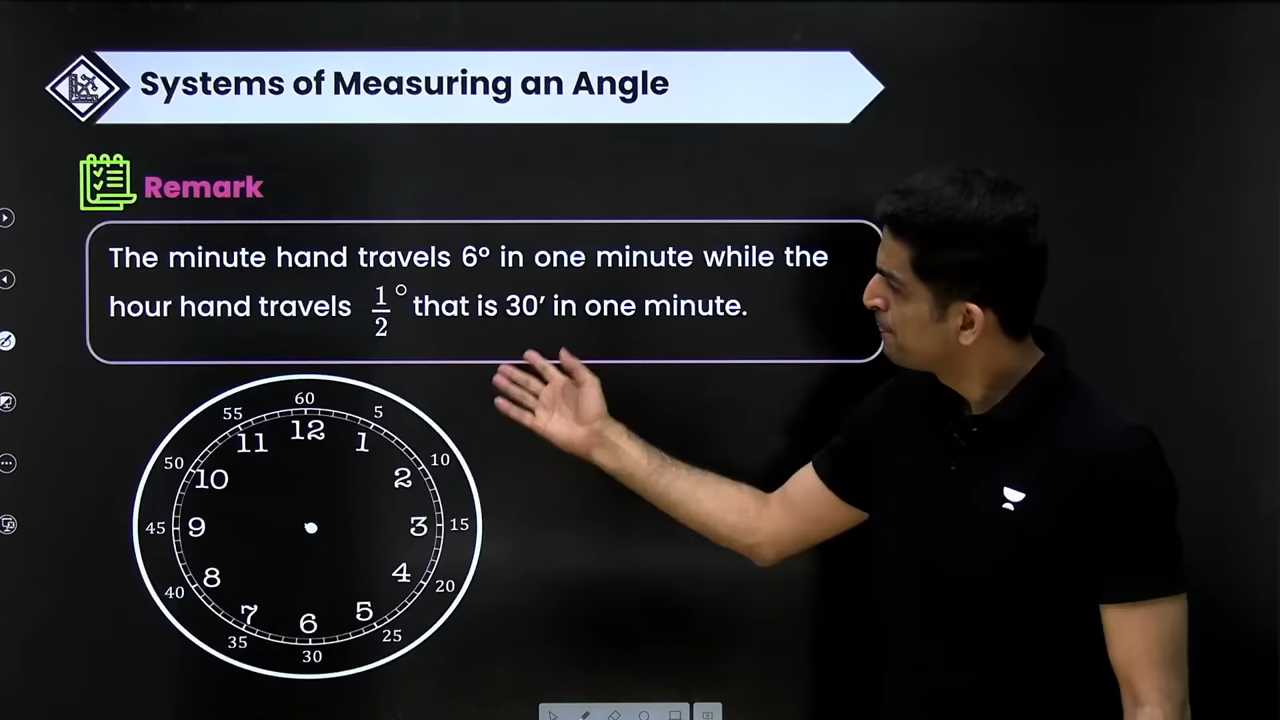 Systems of Measuring an Angle
Remark
The minute hand travels 6° in one minute while the
hour hand travels 1/2° that is 30′ in one minute.
60
55 5
12
11 1
50 10
10 2
45 9 3 15
8 4
40 20
7 5
6
35 25
30